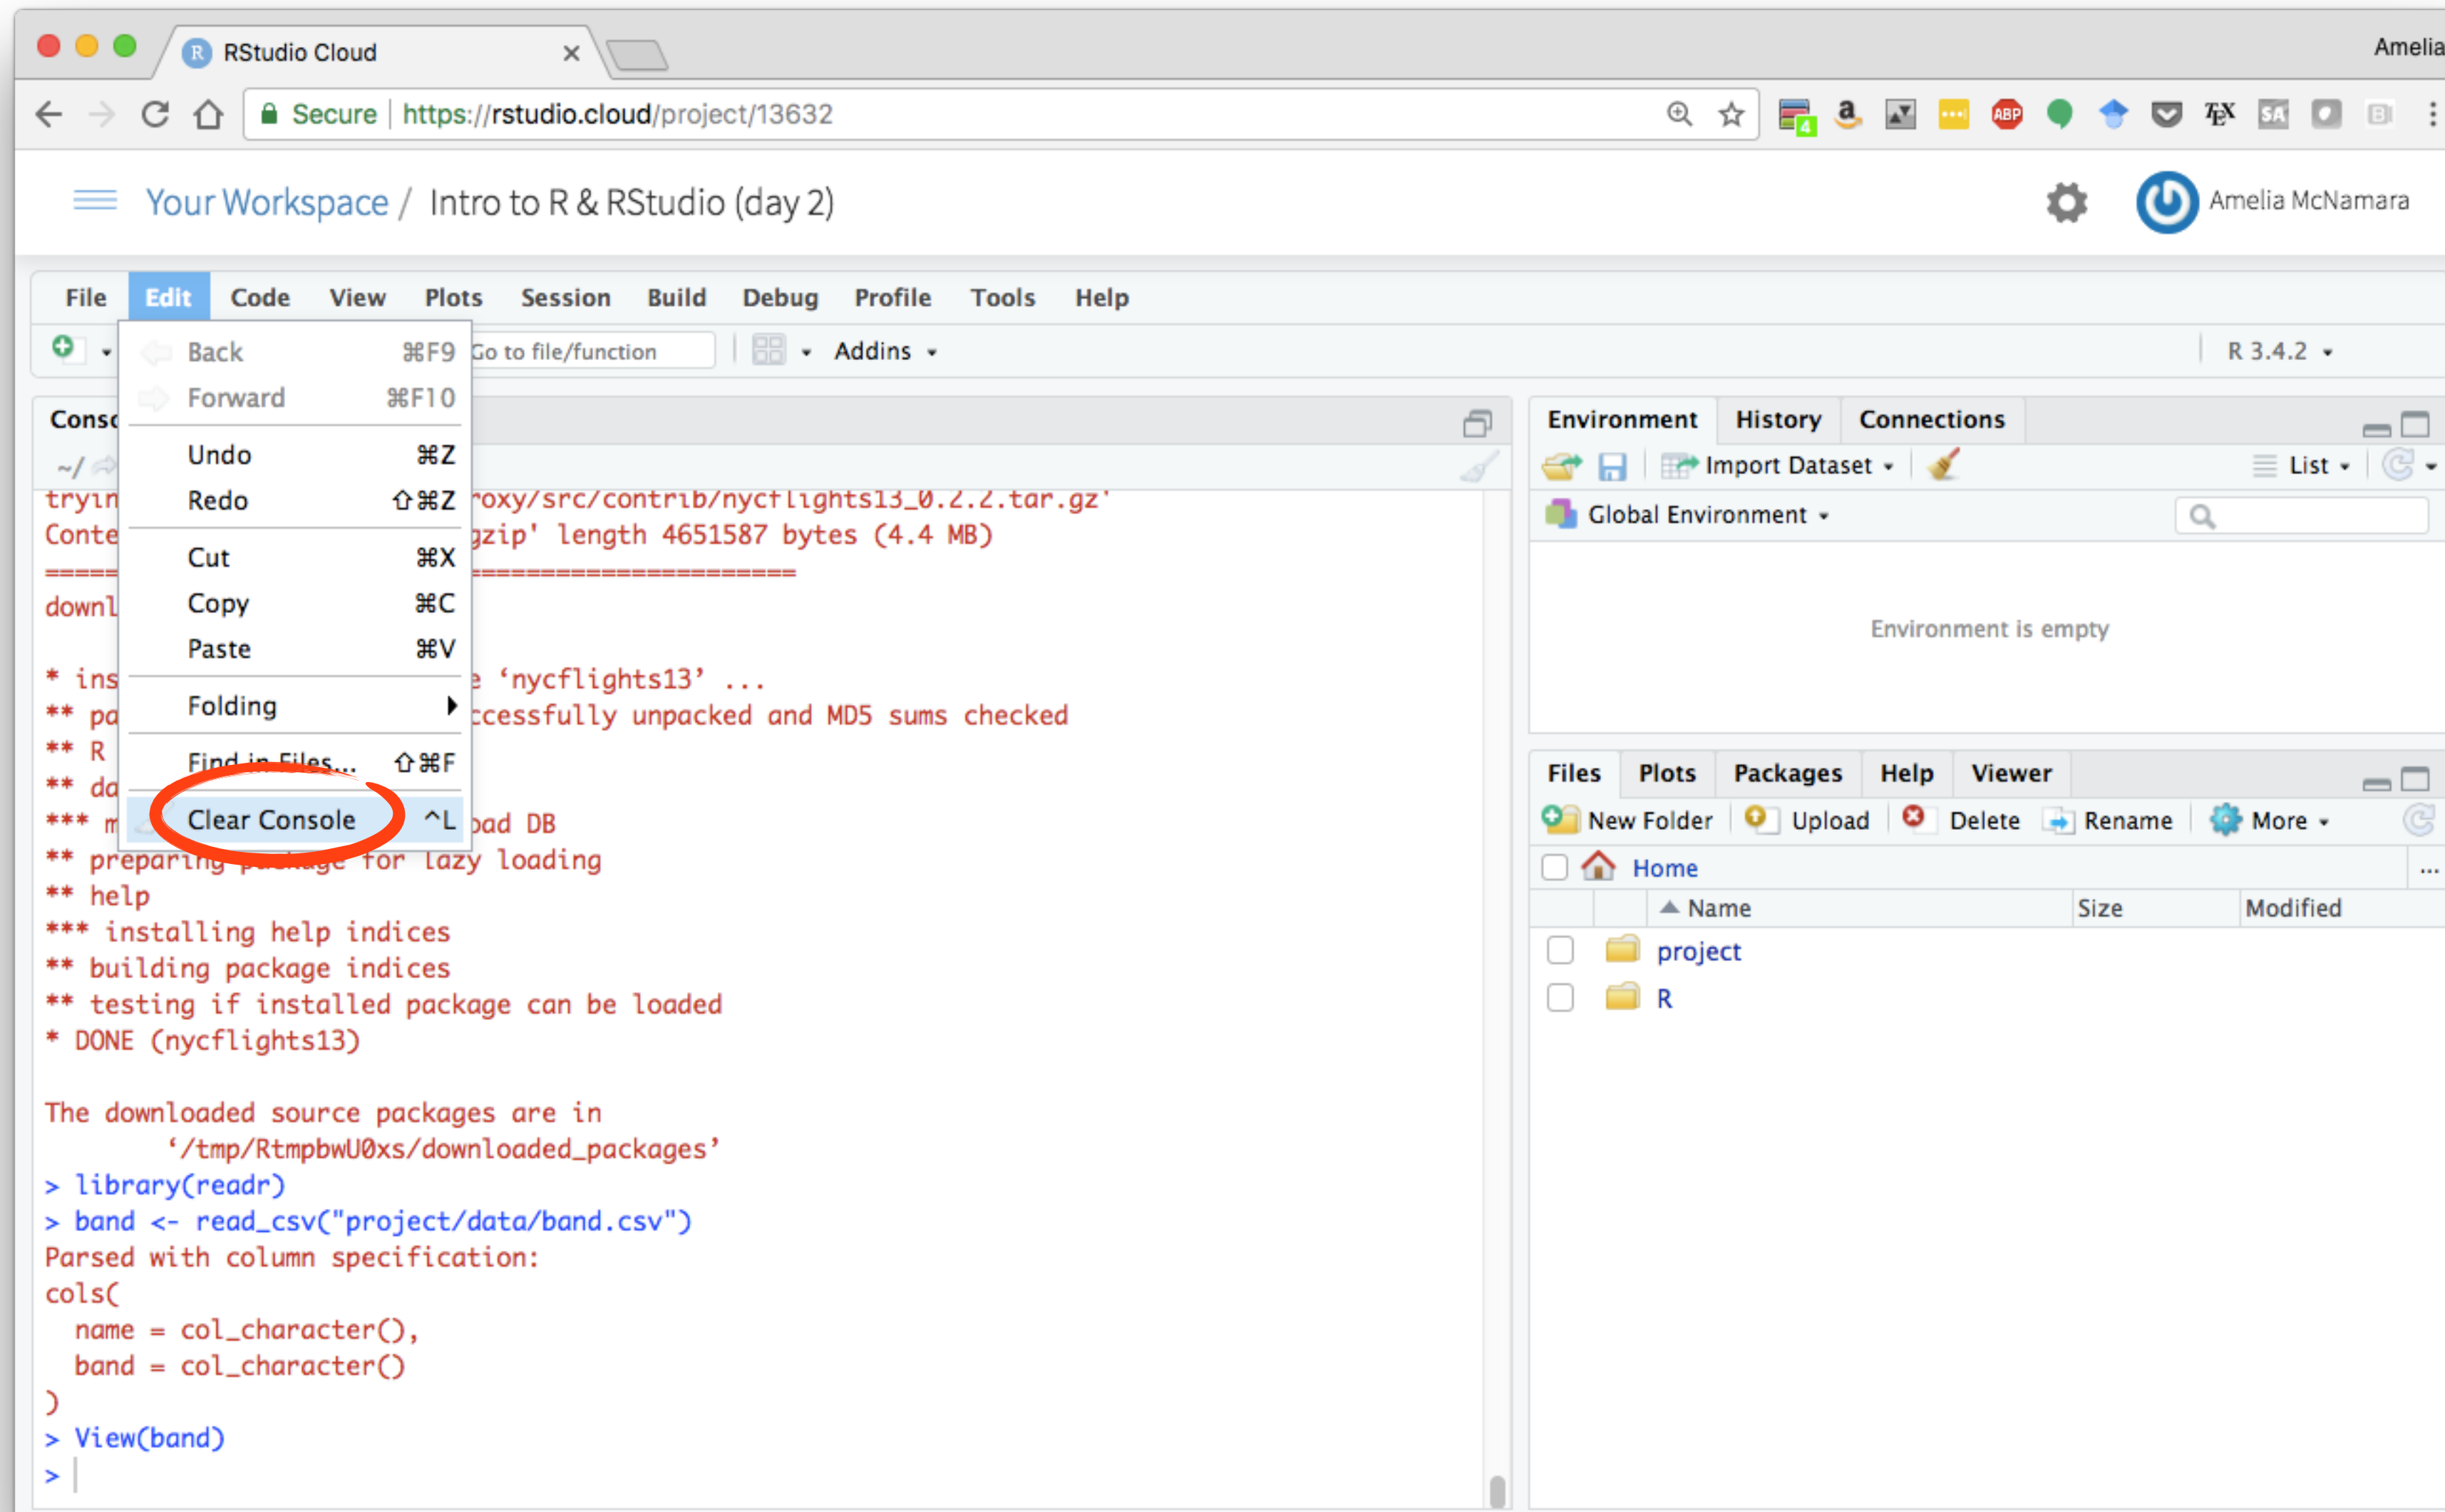 RStudio Cloud
Amelia
Secure https://rstudio.cloud/project/13632
4 a ABP TEX SA B
Your Workspace / Intro to R & RStudio (day 2)
Amelia McNamara
File Edit Code View Plots Session Build Debug Profile Tools Help
Go to file/function Addins R 3.4.2
Back ⌘F9
Forward ⌘F10
Undo ⌘Z
Redo ⇧⌘Z
Cut ⌘X
Copy ⌘C
Paste ⌘V
Folding
Find in Files... ⇧⌘F
Clear Console ^L
Conso
~/
tryin roxy/src/contrib/nycflights13_0.2.2.tar.gz'
Conte gzip' length 4651587 bytes (4.4 MB)
downl
* ins e ‘nycflights13’ ...
** pa ccessfully unpacked and MD5 sums checked
** R
** da
*** m oad DB
** preparing package for lazy loading
** help
*** installing help indices
** building package indices
** testing if installed package can be loaded
* DONE (nycflights13)
The downloaded source packages are in
‘/tmp/RtmpbwU0xs/downloaded_packages’
> library(readr)
> band <- read_csv("project/data/band.csv")
Parsed with column specification:
cols(
name = col_character(),
band = col_character()
)
> View(band)
>
Environment History Connections
Import Dataset List
Global Environment
Environment is empty
Files Plots Packages Help Viewer
New Folder Upload Delete Rename More
Home ...
Name Size Modified
project
R